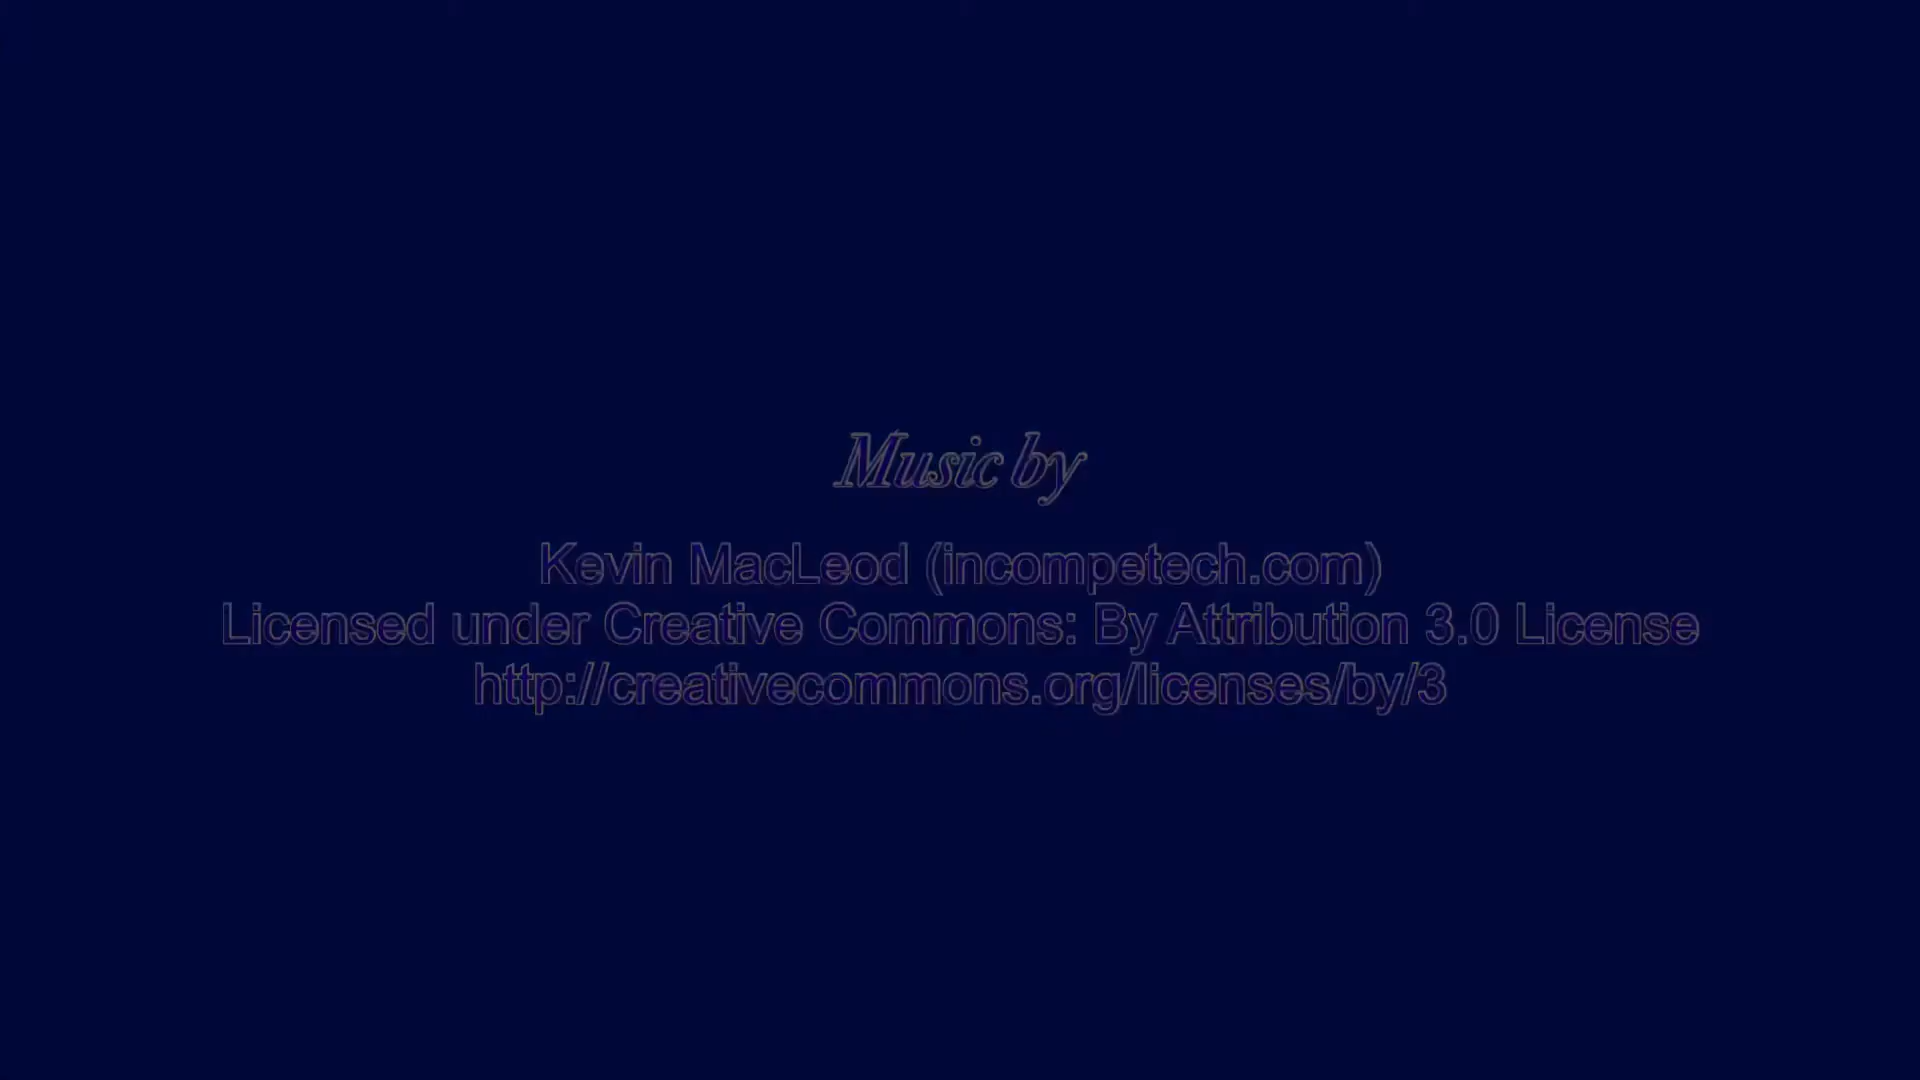 Music by
Kevin MacLeod (incompetech.com)
Licensed under Creative Commons: By Attribution 3.0 License
http://creativecommons.org/licenses/by/3